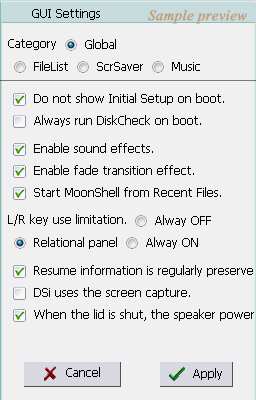 GUI Settings
Sample preview
Category Global
FileList ScrSaver Music
Do not show Initial Setup on boot.
Always run DiskCheck on boot.
Enable sound effects.
Enable fade transition effect.
Start MoonShell from Recent Files.
L/R key use limitation. Alway OFF
Relational panel Alway ON
Resume information is regularly preserve
DSi uses the screen capture.
When the lid is shut, the speaker power
Cancel Apply